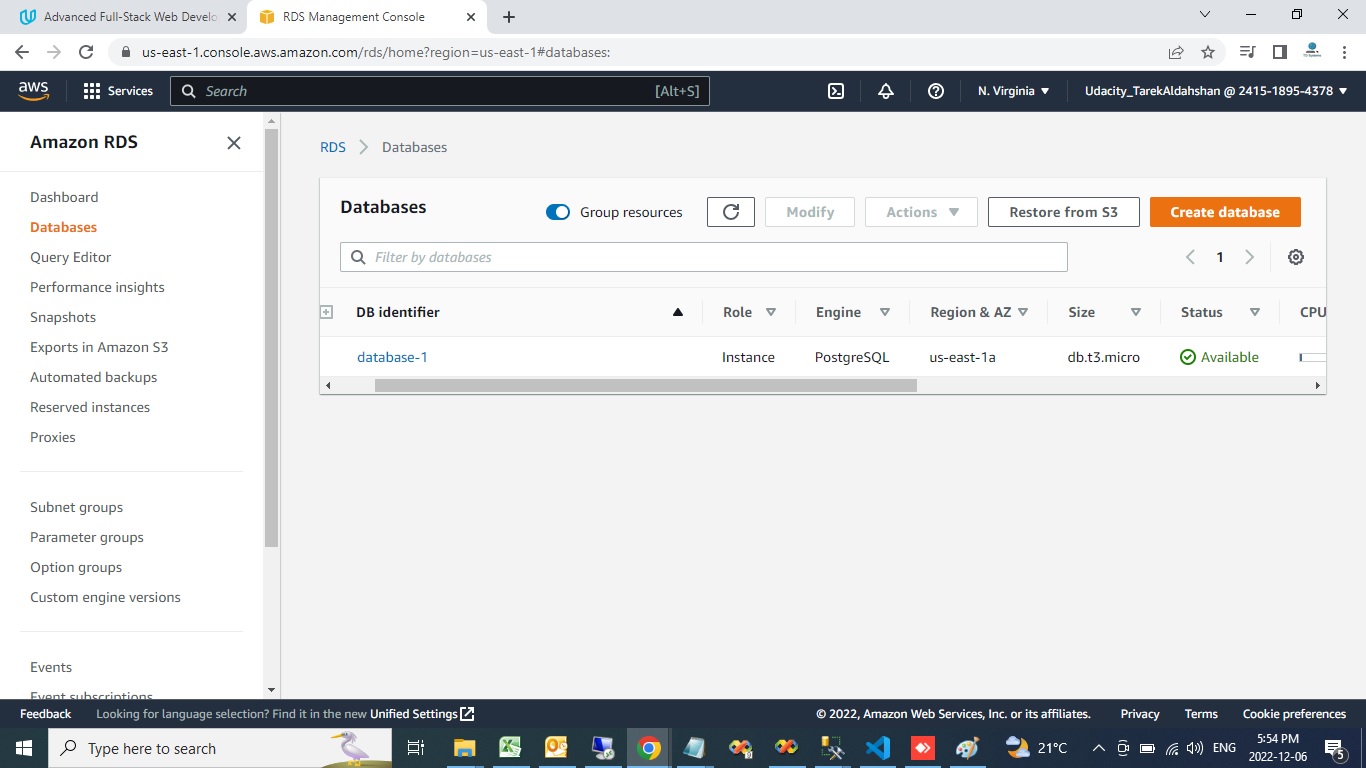 Advanced Full-Stack Web Develo
RDS Management Console
us-east-1.console.aws.amazon.com/rds/home?region=us-east-1#databases:
aws
Services
Search
[Alt+S]
N. Virginia
Udacity_TarekAldahshan @ 2415-1895-4378
Amazon RDS
Dashboard
Databases
Query Editor
Performance insights
Snapshots
Exports in Amazon S3
Automated backups
Reserved instances
Proxies
Subnet groups
Parameter groups
Option groups
Custom engine versions
Events
Event subscriptions
RDS
Databases
Databases
Group resources
Modify
Actions
Restore from S3
Create database
Filter by databases
1
DB identifier
Role
Engine
Region & AZ
Size
Status
CPU
database-1
Instance
PostgreSQL
us-east-1a
db.t3.micro
Available
Feedback
Looking for language selection? Find it in the new Unified Settings
© 2022, Amazon Web Services, Inc. or its affiliates.
Privacy
Terms
Cookie preferences
Type here to search
21°C
ENG
5:54 PM
2022-12-06
5